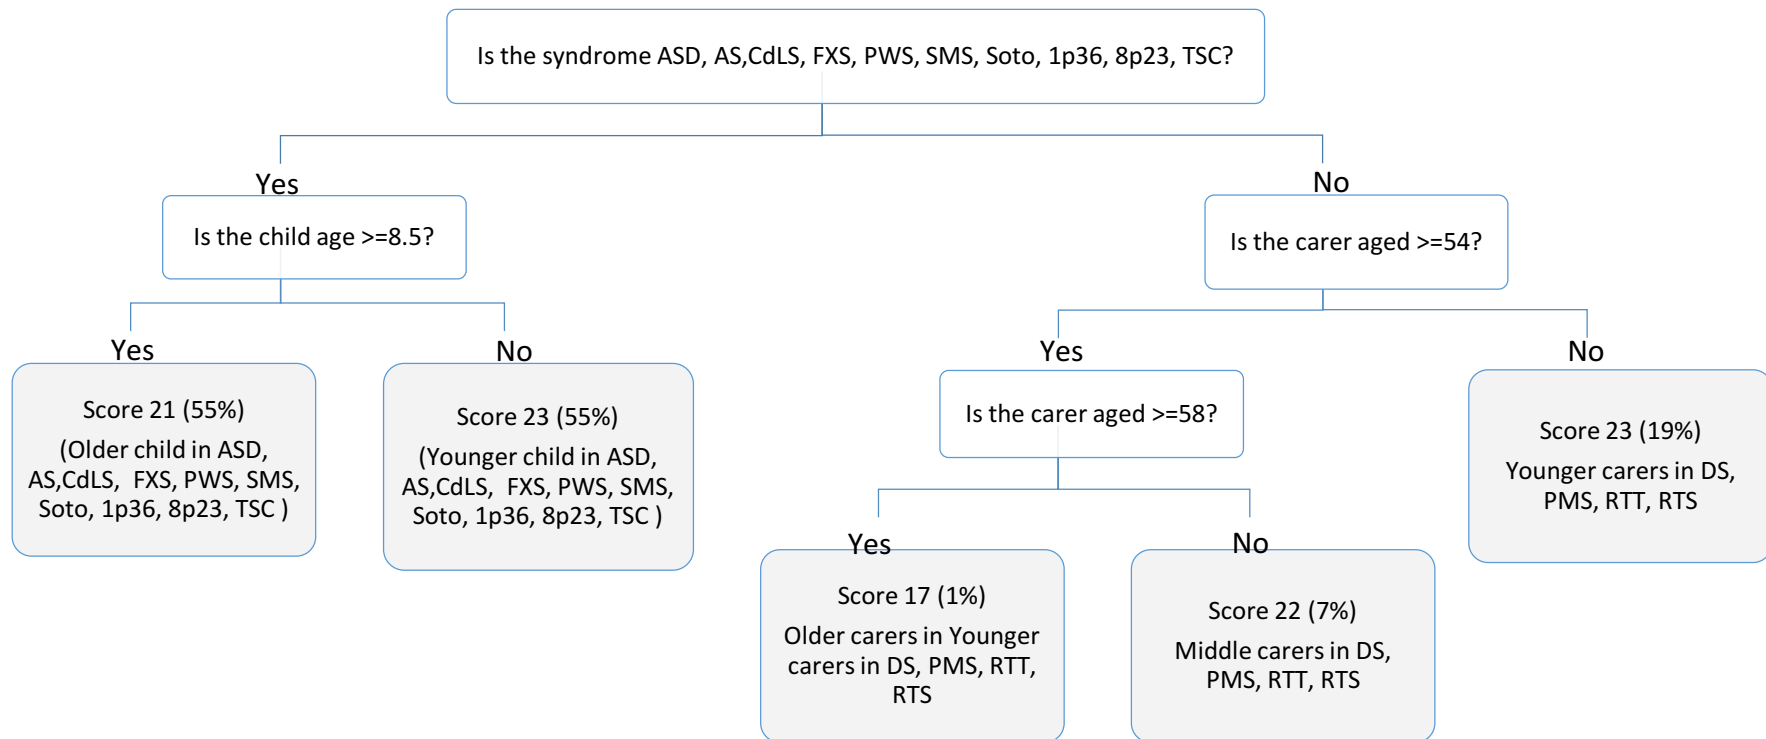 Is the syndrome ASD, AS,CdLS, FXS, PWS, SMS, Soto, 1p36, 8p23, TSC?
Yes
No
Is the child age >=8.5?
Is the carer aged >=54?
Yes
No
Yes
No
Score 21 (55%)
(Older child in ASD,
AS,CdLS, FXS, PWS, SMS,
Soto, 1p36, 8p23, TSC )
Score 23 (55%)
(Younger child in ASD,
AS,CdLS, FXS, PWS, SMS,
Soto, 1p36, 8p23, TSC )
Is the carer aged >=58?
Score 23 (19%)
Younger carers in DS,
PMS, RTT, RTS
Yes
No
Score 17 (1%)
Older carers in Younger
carers in DS, PMS, RTT,
RTS
Score 22 (7%)
Middle carers in DS,
PMS, RTT, RTS